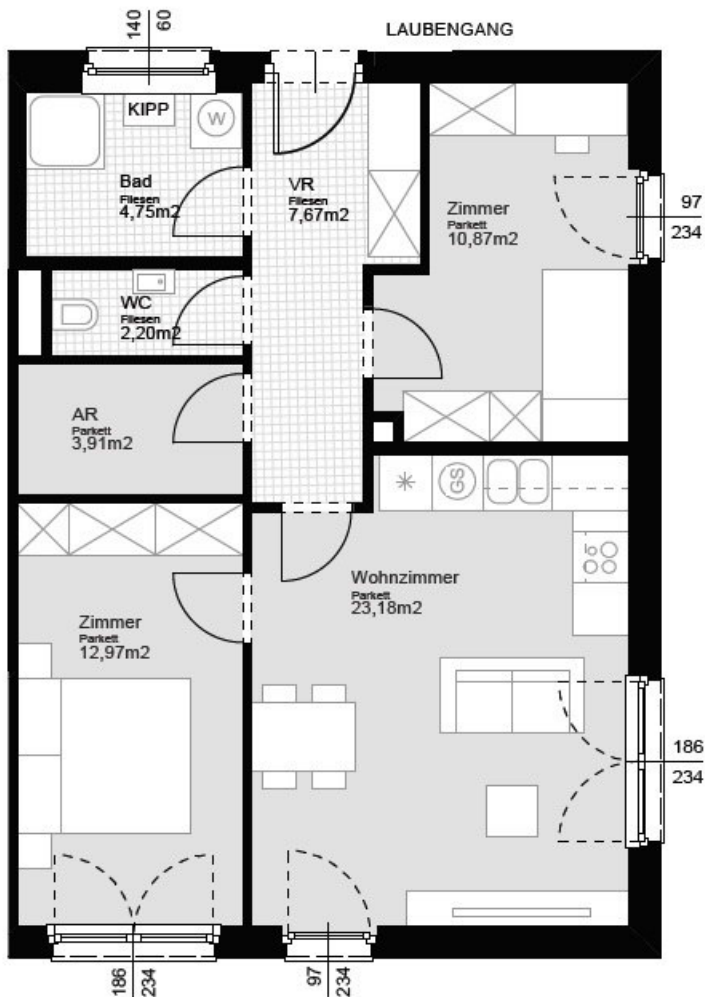 140
60
LAUBENGANG
KIPP
W
Bad
Fliesen
4,75m2
VR
Fliesen
7,67m2
Zimmer
Parkett
10,87m2
97
234
WC
Fliesen
2,20m2
AR
Parkett
3,91m2
GS
Wohnzimmer
Parkett
23,18m2
Zimmer
Parkett
12,97m2
186
234
186
234
97
234